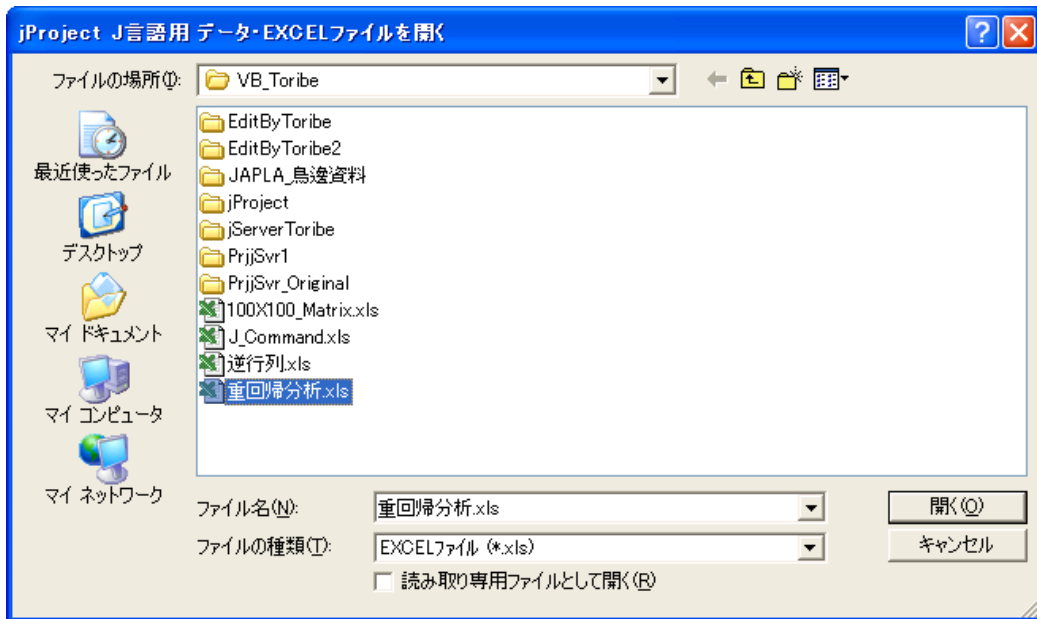 jProject J言語用 データ・EXCELファイルを開く
ファイルの場所(I):
VB_Toribe
最近使ったファイル
デスクトップ
マイ ドキュメント
マイ コンピュータ
マイ ネットワーク
EditByToribe
EditByToribe2
JAPLA_鳥邊資料
jProject
jServerToribe
PrjjSvr1
PrjjSvr_Original
100X100_Matrix.xls
J_Command.xls
逆行列.xls
重回帰分析.xls
ファイル名(N):
重回帰分析.xls
開く(O)
ファイルの種類(T):
EXCELファイル (*.xls)
キャンセル
読み取り専用ファイルとして開く(R)